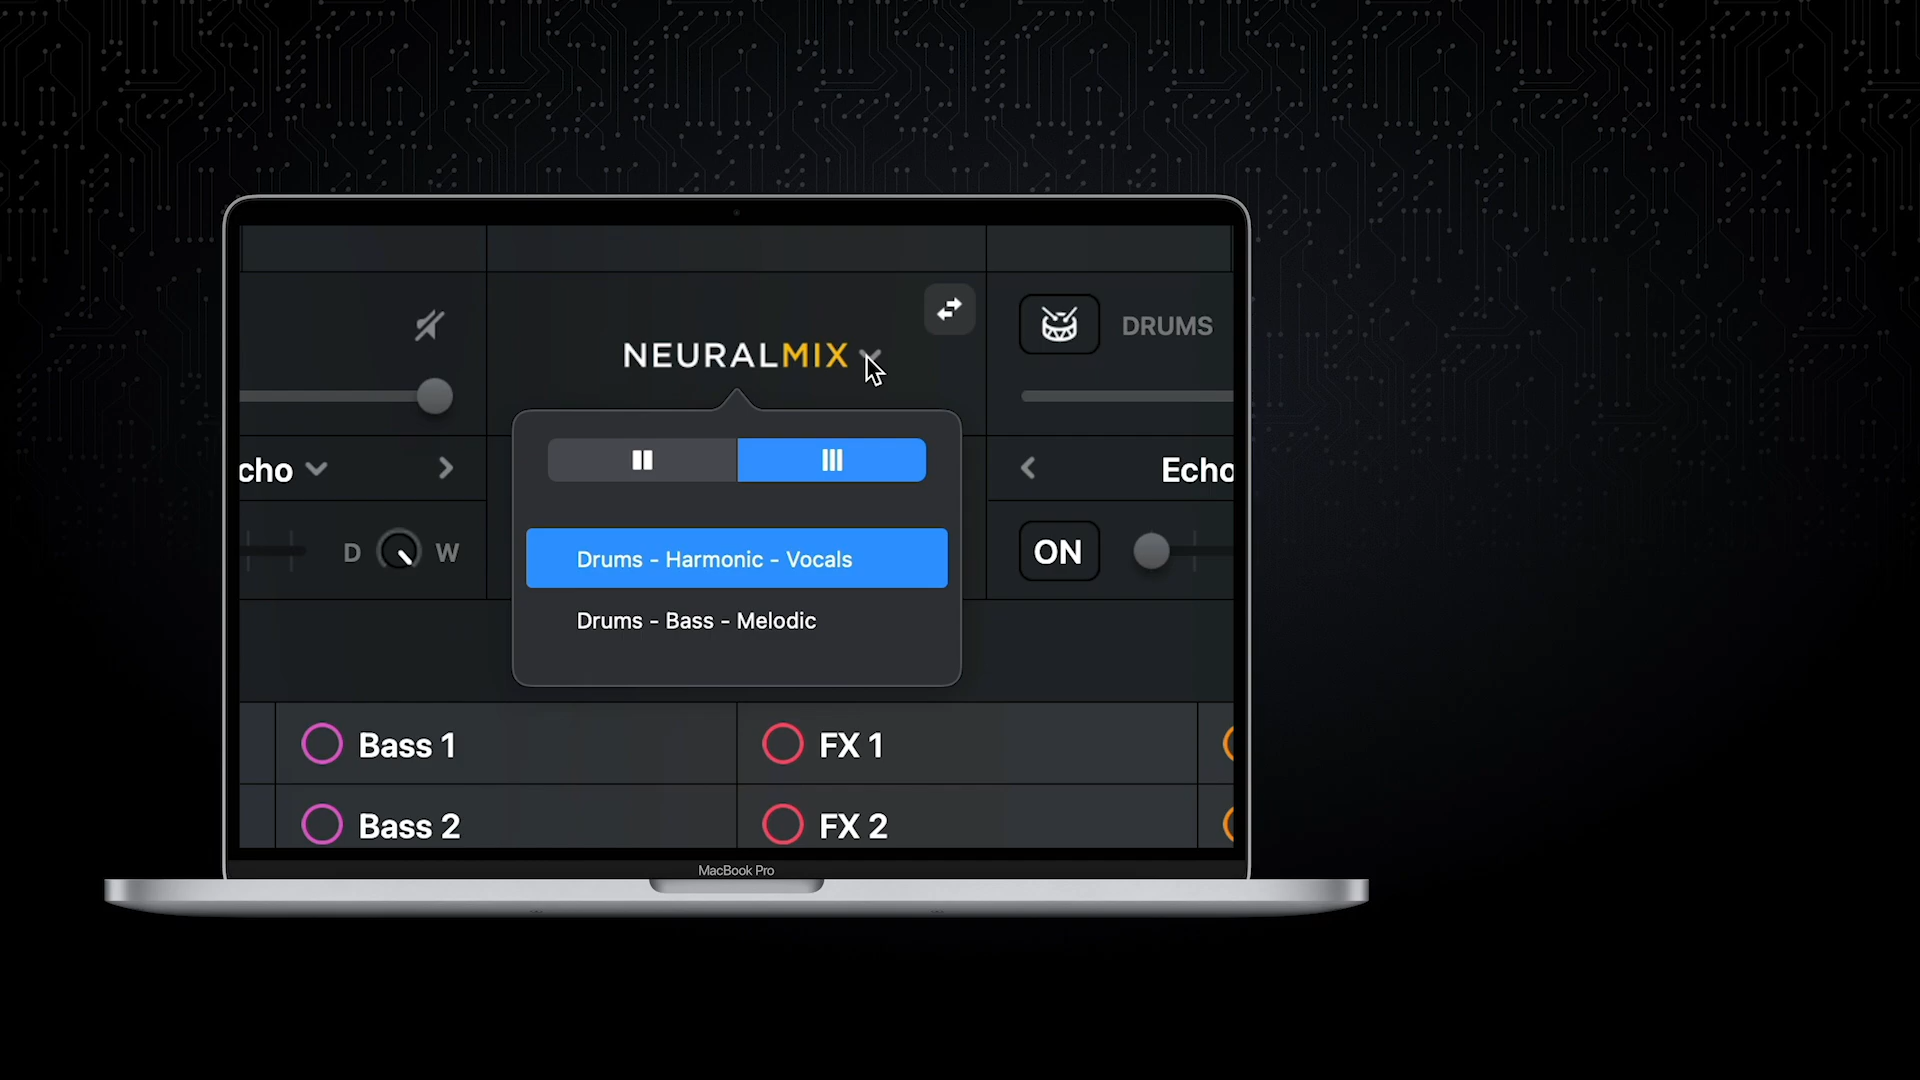 NEURALMIX
DRUMS
cho
Echo
D
W
ON
Drums - Harmonic - Vocals
Drums - Bass - Melodic
Bass 1
FX 1
Bass 2
FX 2
MacBook Pro